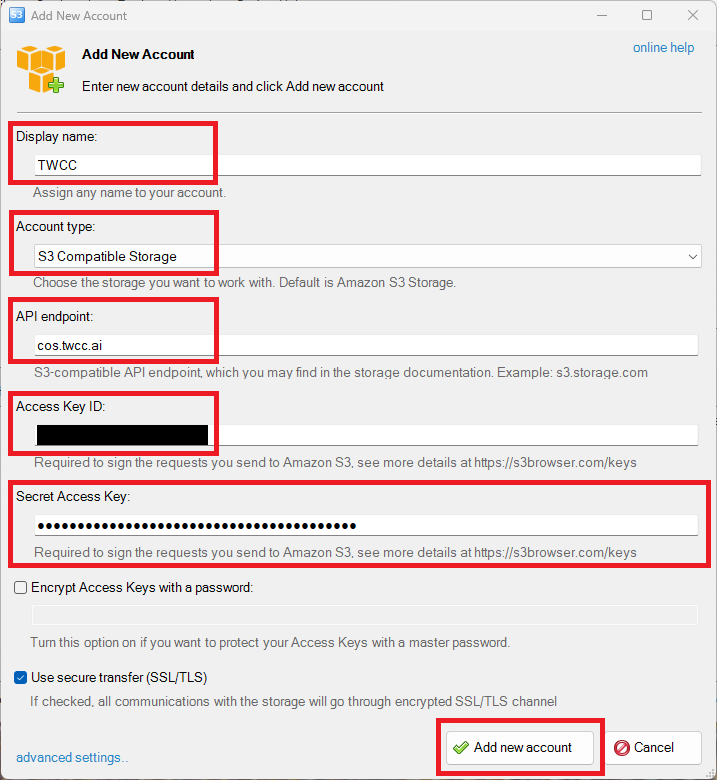 S3 Add New Account
online help
Add New Account
Enter new account details and click Add new account
Display name:
TWCC
Assign any name to your account.
Account type:
S3 Compatible Storage
Choose the storage you want to work with. Default is Amazon S3 Storage.
API endpoint:
cos.twcc.ai
S3-compatible API endpoint, which you may find in the storage documentation. Example: s3.storage.com
Access Key ID:
Required to sign the requests you send to Amazon S3, see more details at https://s3browser.com/keys
Secret Access Key:
●●●●●●●●●●●●●●●●●●●●●●●●●●●●●●●●●●●●●●●●
Required to sign the requests you send to Amazon S3, see more details at https://s3browser.com/keys
Encrypt Access Keys with a password:
Turn this option on if you want to protect your Access Keys with a master password.
Use secure transfer (SSL/TLS)
If checked, all communications with the storage will go through encrypted SSL/TLS channel
advanced settings..
Add new account
Cancel